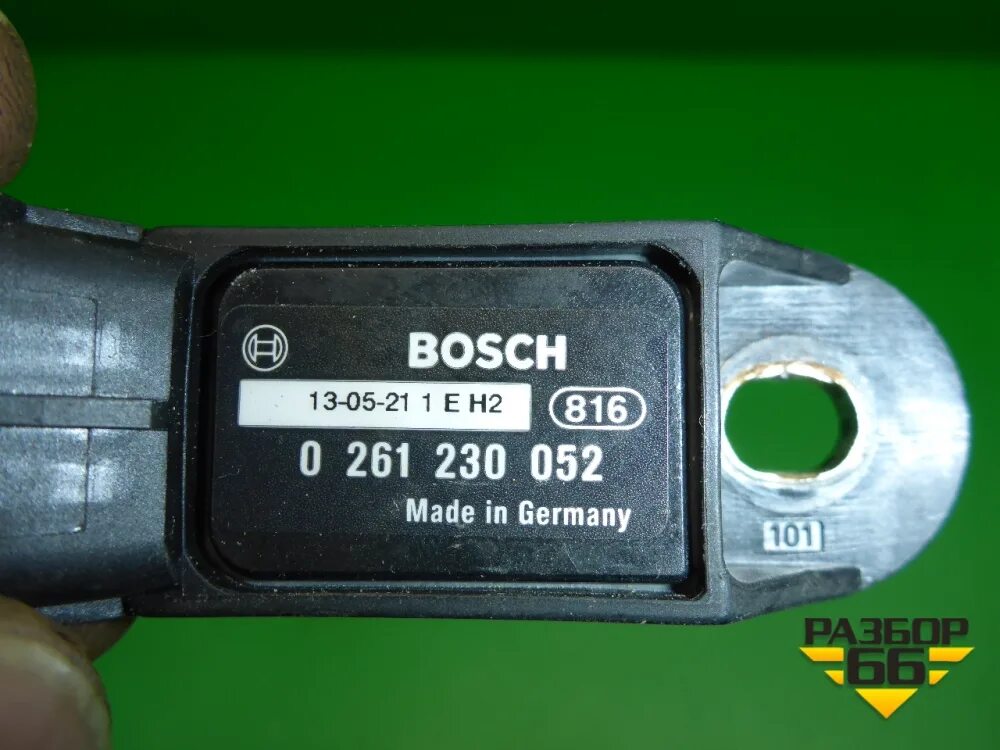 BOSCH
13-05-21 1 E H2
816
0 261 230 052
Made in Germany
101
РАЗБОР
66